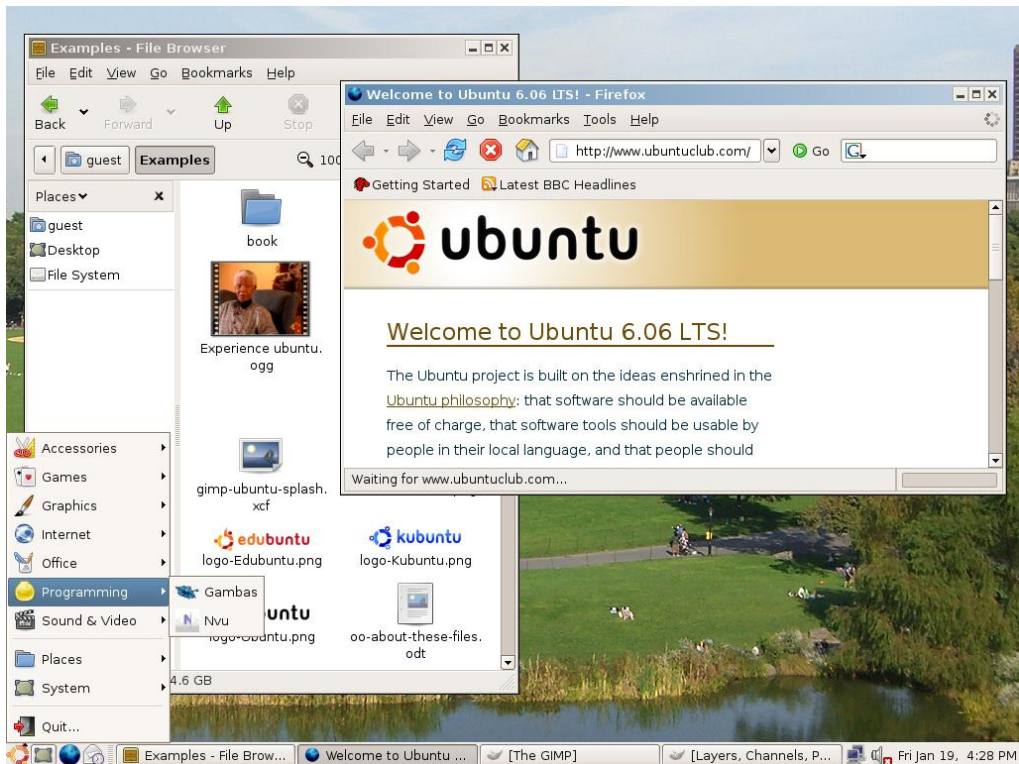 Examples - File Browser
File Edit View Go Bookmarks Help
Back Forward Up Stop
guest Examples 100
Places
guest
Desktop
File System
book
Experience ubuntu.
ogg
gimp-ubuntu-splash.
xcf
edubuntu
logo-Edubuntu.png
kubuntu
logo-Kubuntu.png
oo-about-these-files.
odt
4.6 GB
Welcome to Ubuntu 6.06 LTS! - Firefox
File Edit View Go Bookmarks Tools Help
http://www.ubuntuclub.com/ Go G
Getting Started Latest BBC Headlines
ubuntu
Welcome to Ubuntu 6.06 LTS!
The Ubuntu project is built on the ideas enshrined in the
Ubuntu philosophy: that software should be available
free of charge, that software tools should be usable by
people in their local language, and that people should
Waiting for www.ubuntuclub.com...
Accessories
Games
Graphics
Internet
Office
Programming
Sound & Video
Places
System
Quit...
Gambas
N Nvu
Examples - File Brow... Welcome to Ubuntu ... [The GIMP] [Layers, Channels, P... Fri Jan 19, 4:28 PM